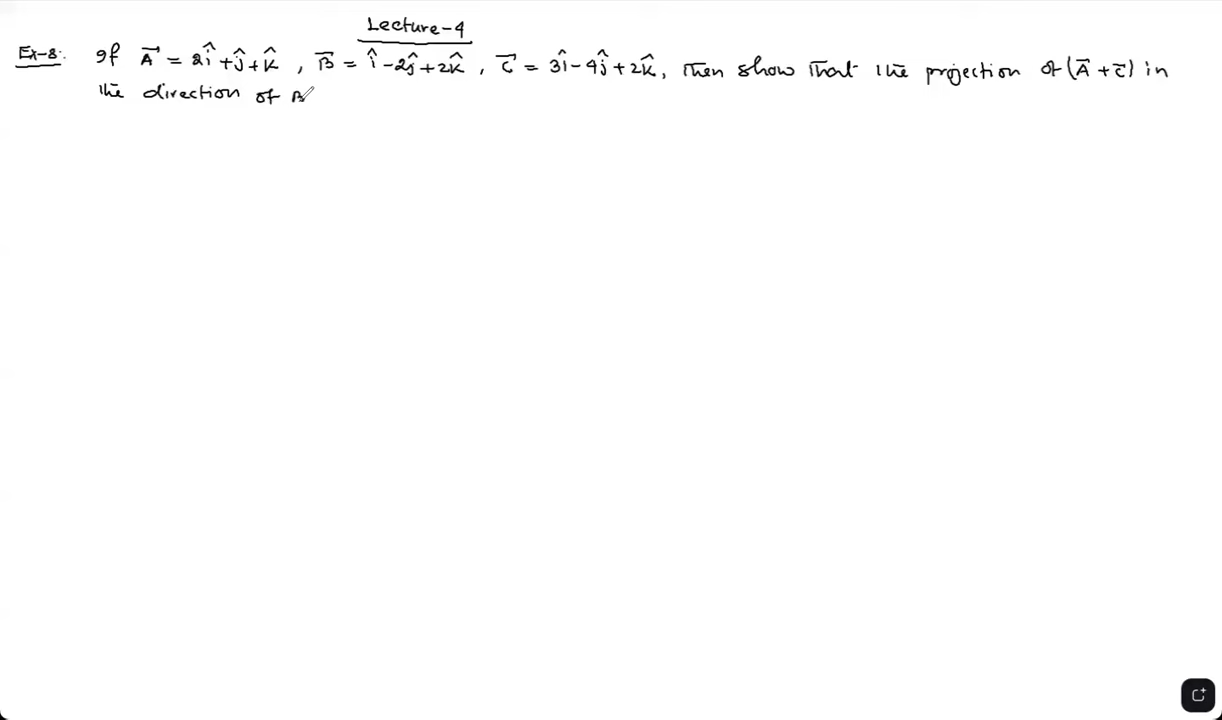 Lecture-4
Ex-8: If A⃗ = 2î + ĵ + k̂, B⃗ = î - 2ĵ + 2k̂, C⃗ = 3î - 4ĵ + 2k̂, Then show that the projection of (A⃗ + C⃗) in
the direction of